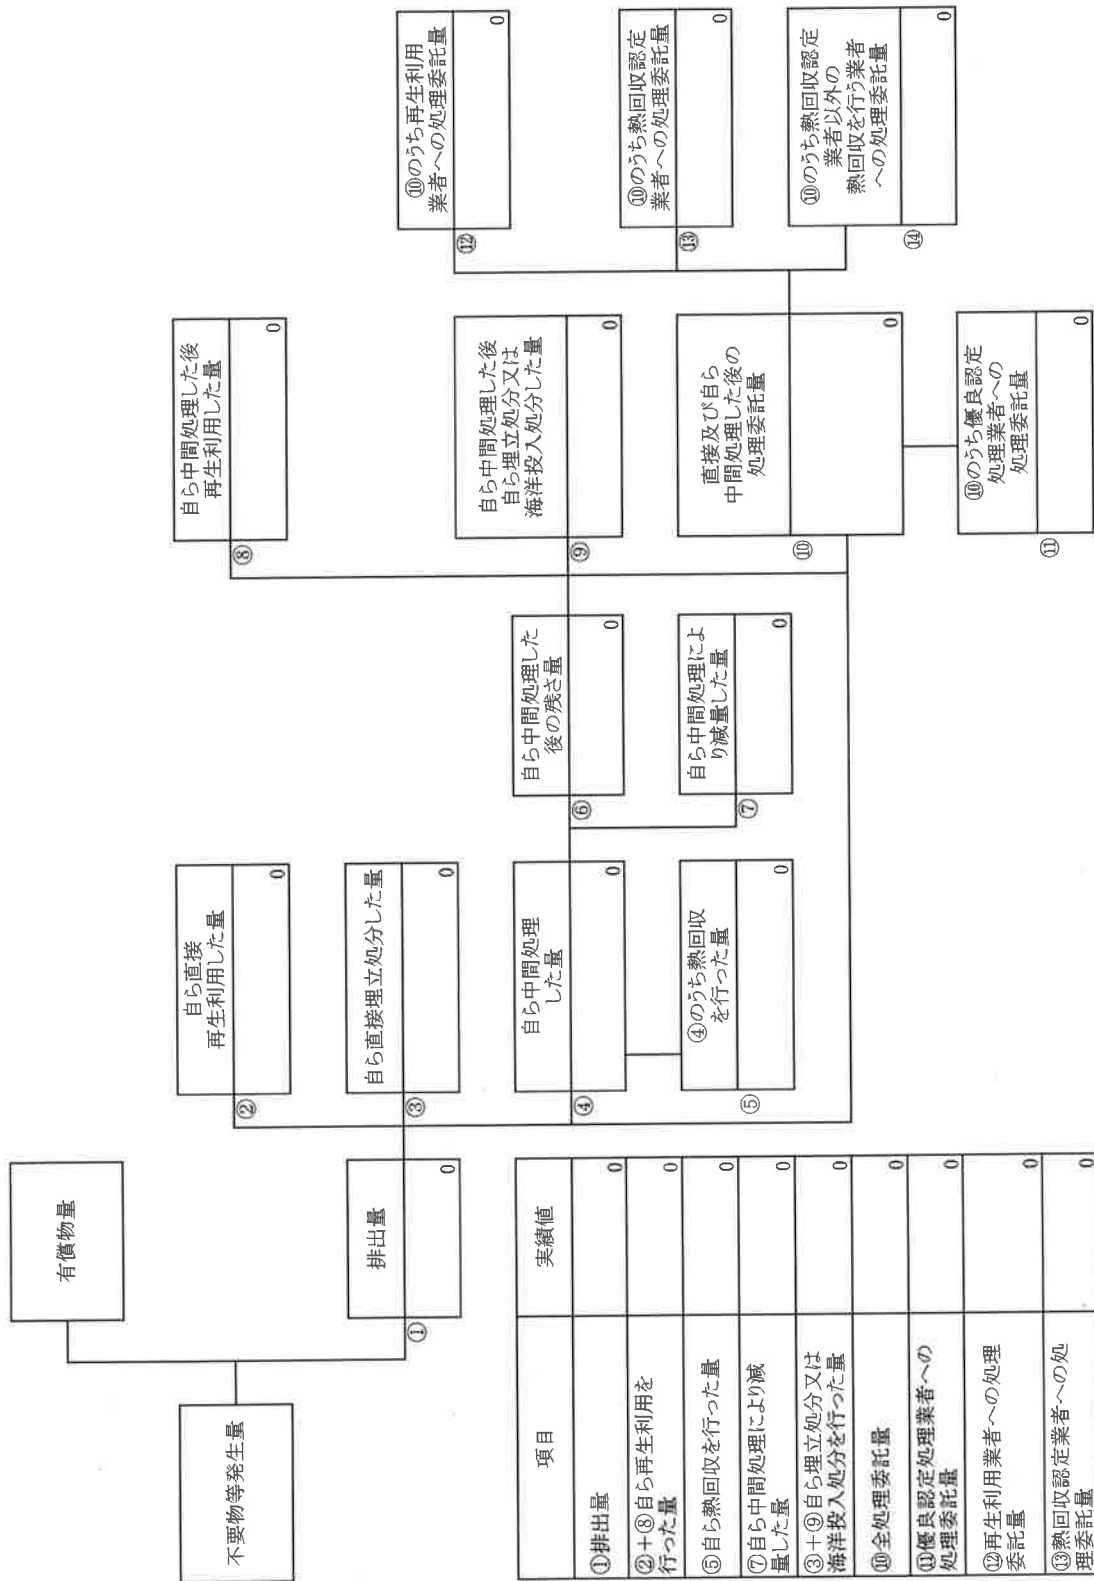 不要物等発生量
有償物量
排出量
①
0
自ら直接
再生利用した量
②
0
自ら直接埋立処分した量
③
0
自ら中間処理
した量
④
0
④のうち熱回収
を行った量
⑤
0
自ら中間処理した
後の残さ量
⑥
0
自ら中間処理によ
り減量した量
⑦
0
自ら中間処理した後
再生利用した量
⑧
0
自ら中間処理した後
自ら埋立処分又は
海洋投入処分した量
⑨
0
直接及び自ら
中間処理した後の
処理委託量
⑩
0
⑩のうち優良認定
処理業者への
処理委託量
⑪
0
⑩のうち再生利用
業者への処理委託量
⑫
0
⑩のうち熱回収認定
業者への処理委託量
⑬
0
⑩のうち熱回収認定
業者以外の
熱回収を行う業者
への処理委託量
⑭
項目 実績値
①排出量 0
②+⑧自ら再生利用を
行った量 0
⑤自ら熱回収を行った量 0
⑦自ら中間処理により減
量した量 0
③+⑨自ら埋立処分又は
海洋投入処分を行った量 0
⑩全処理委託量 0
⑪優良認定処理業者への
処理委託量 0
⑫再生利用業者への処理
委託量 0
⑬熱回収認定業者への処
理委託量 0